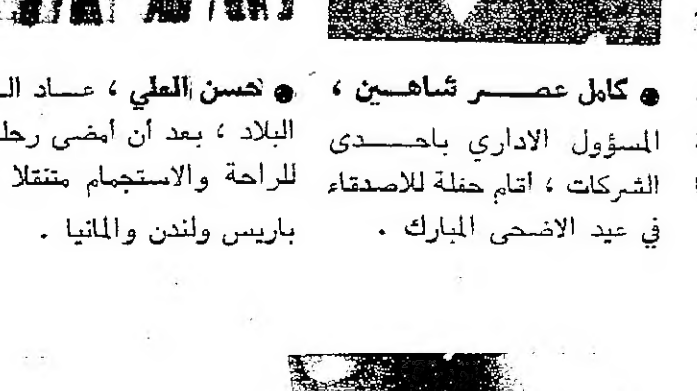 ● كامل عصر شاهين ،
المسؤول الاداري باحدى
الشركات ، أقام حفلة للاصدقاء
في عيد الاضحى المبارك .
● حسن العلي ، عاد
البلاد ، بعد أن أمضى
للراحة والاستجمام متنقلا
باريس ولندن والمانيا .